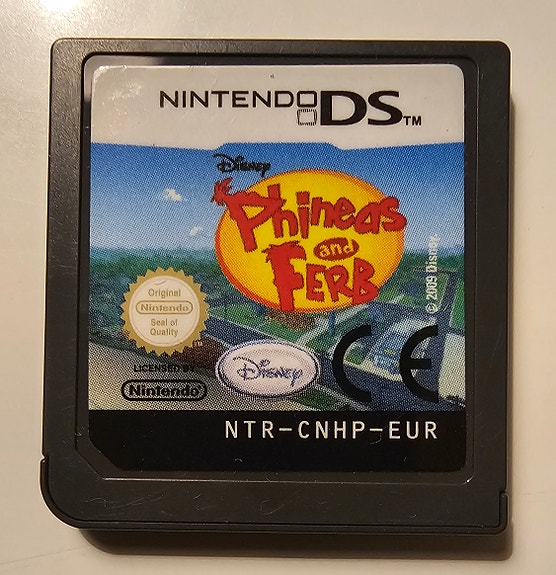 NINTENDO DS™
Disney
Phineas
and
FERB
© 2009 Disney.
Original
Nintendo
Seal of
Quality
LICENSED BY
Nintendo
Disney
CE
NTR-CNHP-EUR